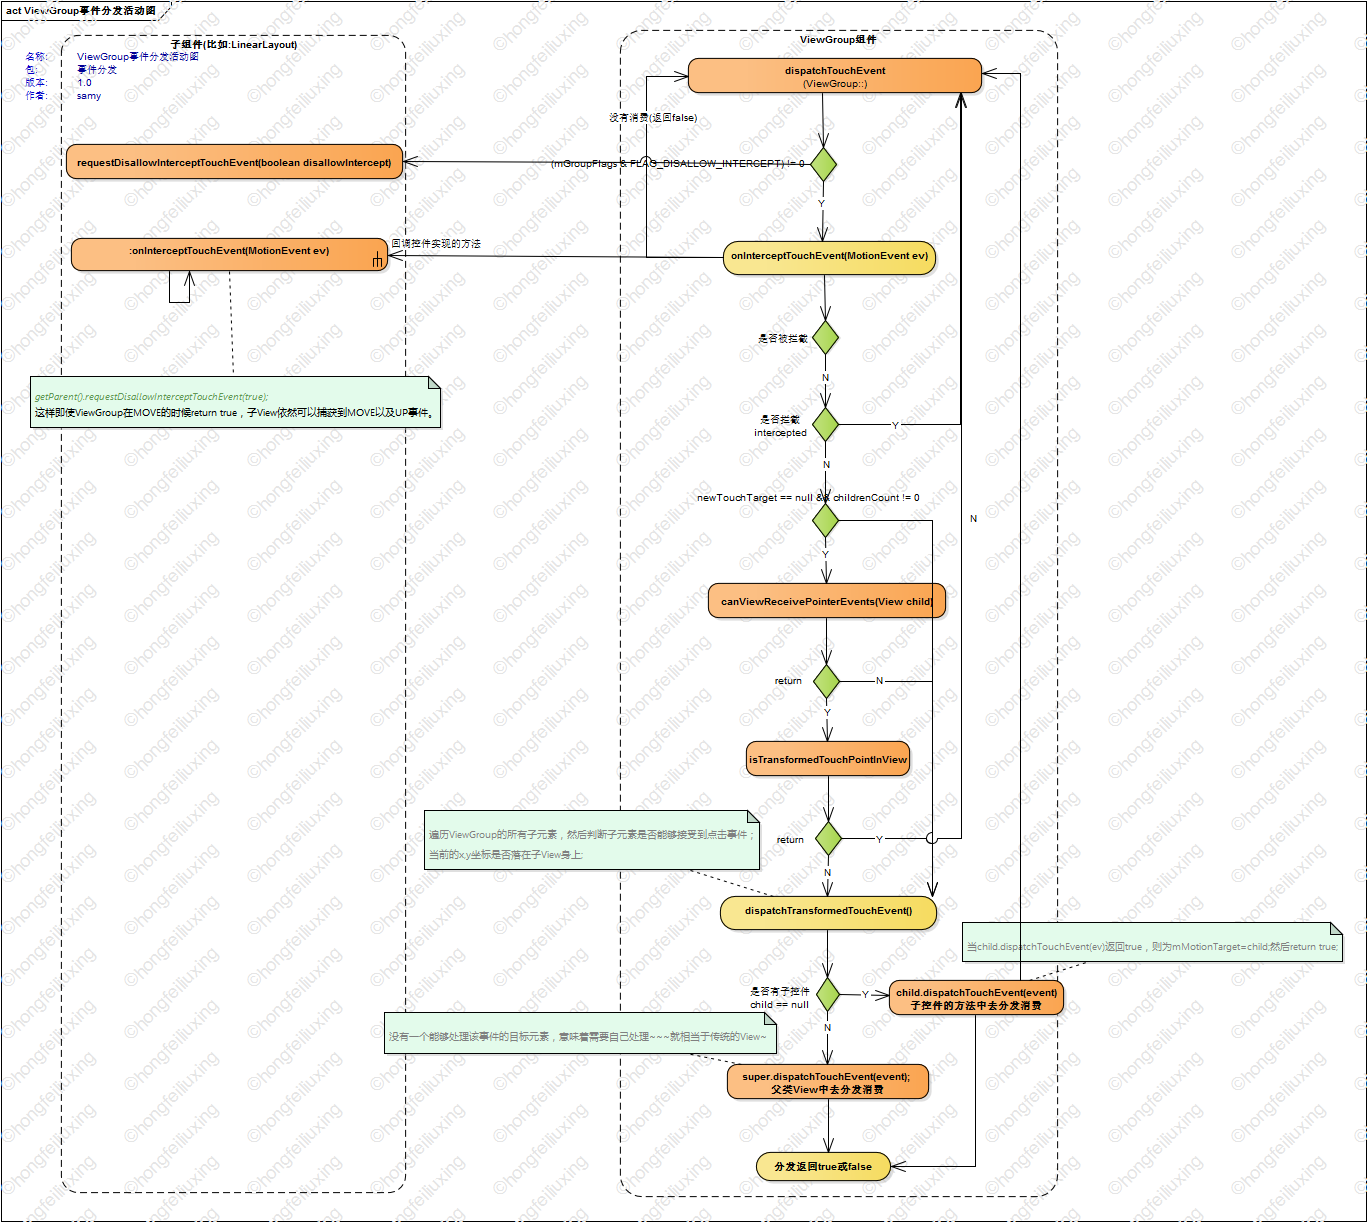 act ViewGroup事件分发活动图
子组件(比如:LinearLayout)
名称: ViewGroup事件分发活动图
包: 事件分发
版本: 1.0
作者: samy
ViewGroup组件
dispatchTouchEvent
(ViewGroup::)
没有消费(返回false)
requestDisallowInterceptTouchEvent(boolean disallowIntercept)
(mGroupFlags & FLAG_DISALLOW_INTERCEPT) != 0
Y
:onInterceptTouchEvent(MotionEvent ev)
回调控件实现的方法
onInterceptTouchEvent(MotionEvent ev)
是否被拦截
N
getParent().requestDisallowInterceptTouchEvent(true);
这样即使ViewGroup在MOVE的时候return true，子View依然可以捕获到MOVE以及UP事件。
是否拦截
intercepted
Y
N
newTouchTarget == null && childrenCount != 0
N
Y
canViewReceivePointerEvents(View child)
return
N
Y
isTransformedTouchPointInView
遍历ViewGroup的所有子元素，然后判断子元素是否能够接受到点击事件；
当前的x,y坐标是否落在子View身上;
return
Y
N
dispatchTransformedTouchEvent()
当child.dispatchTouchEvent(ev)返回true，则为mMotionTarget=child;然后return true;
是否有子控件
child == null
Y
child.dispatchTouchEvent(event)
子控件的方法中去分发消费
N
没有一个能够处理该事件的目标元素，意味着需要自己处理~~~就相当于传统的View~
super.dispatchTouchEvent(event);
父类View中去分发消费
分发返回true或false
©hongfeiliuxing